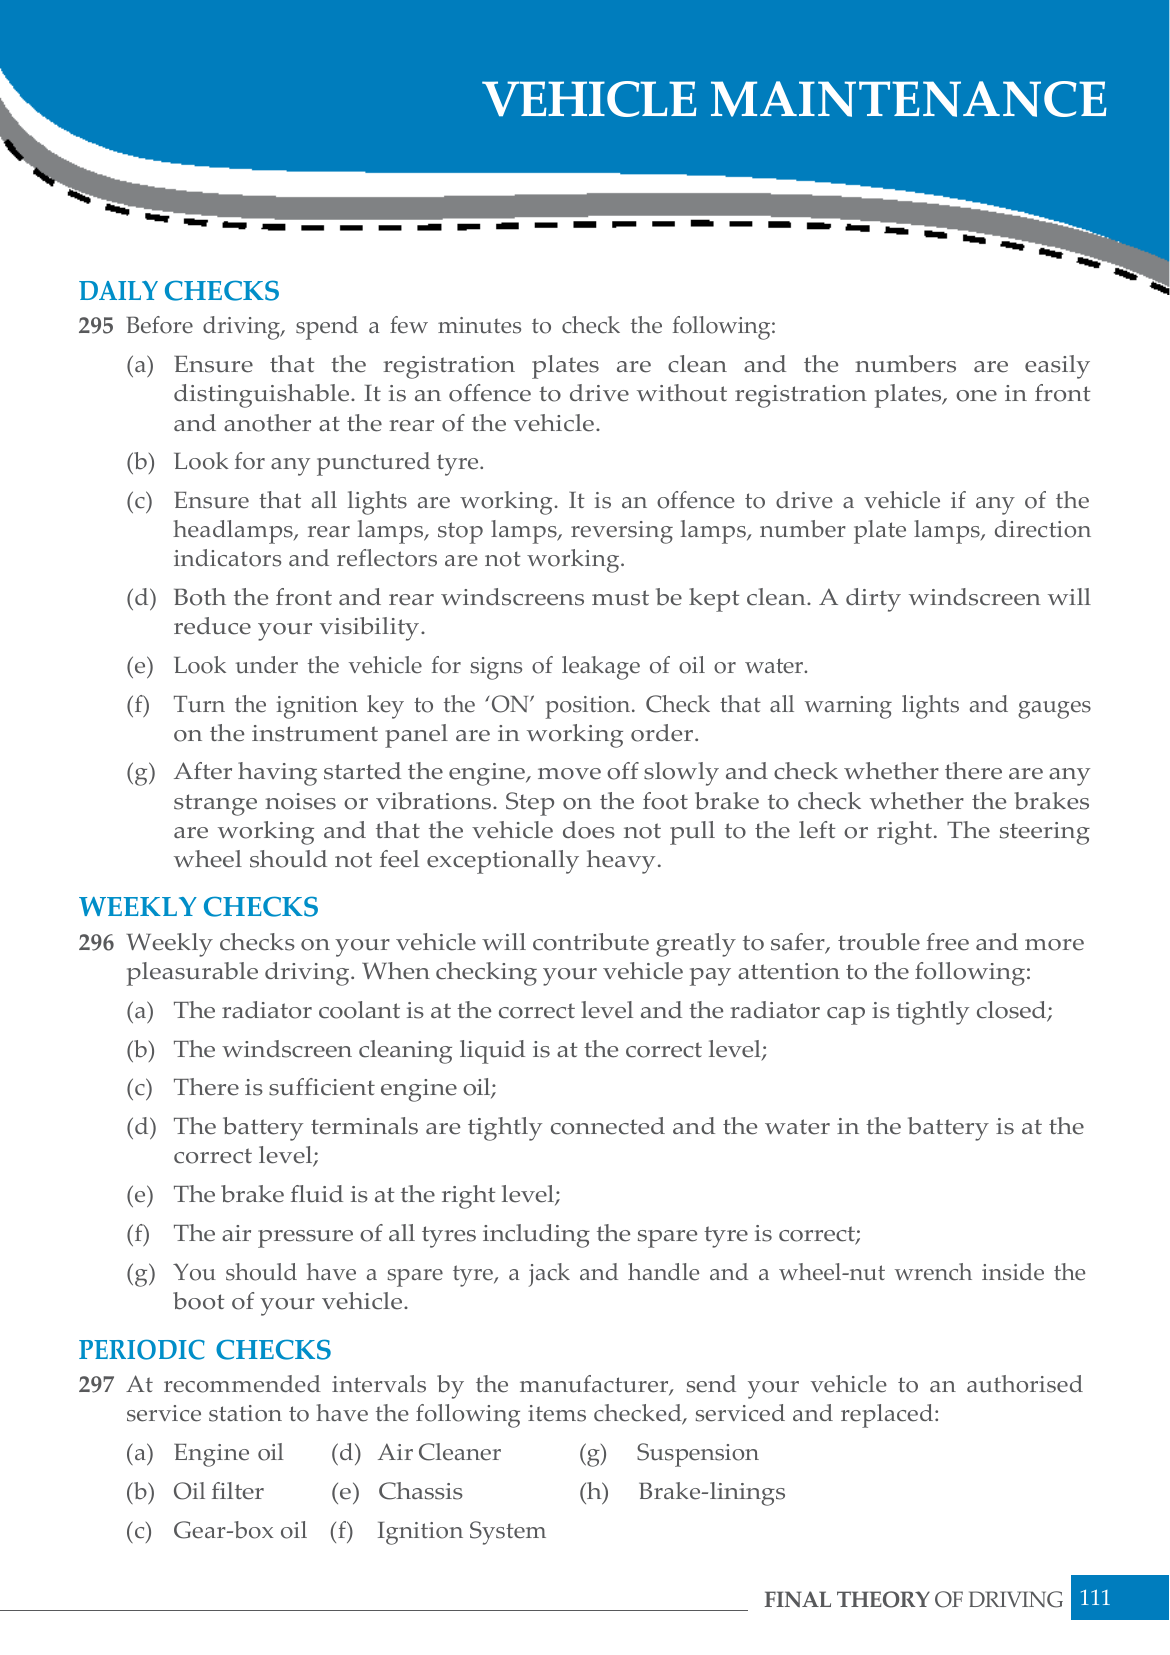 VEHICLE MAINTENANCE
DAILY CHECKS
295 Before driving, spend a few minutes to check the following:
(a) Ensure that the registration plates are clean and the numbers are easily
distinguishable. It is an offence to drive without registration plates, one in front
and another at the rear of the vehicle.
(b) Look for any punctured tyre.
(c) Ensure that all lights are working. It is an offence to drive a vehicle if any of the
headlamps, rear lamps, stop lamps, reversing lamps, number plate lamps, direction
indicators and reflectors are not working.
(d) Both the front and rear windscreens must be kept clean. A dirty windscreen will
reduce your visibility.
(e) Look under the vehicle for signs of leakage of oil or water.
(f) Turn the ignition key to the ‘ON’ position. Check that all warning lights and gauges
on the instrument panel are in working order.
(g) After having started the engine, move off slowly and check whether there are any
strange noises or vibrations. Step on the foot brake to check whether the brakes
are working and that the vehicle does not pull to the left or right. The steering
wheel should not feel exceptionally heavy.
WEEKLY CHECKS
296 Weekly checks on your vehicle will contribute greatly to safer, trouble free and more
pleasurable driving. When checking your vehicle pay attention to the following:
(a) The radiator coolant is at the correct level and the radiator cap is tightly closed;
(b) The windscreen cleaning liquid is at the correct level;
(c) There is sufficient engine oil;
(d) The battery terminals are tightly connected and the water in the battery is at the
correct level;
(e) The brake fluid is at the right level;
(f) The air pressure of all tyres including the spare tyre is correct;
(g) You should have a spare tyre, a jack and handle and a wheel-nut wrench inside the
boot of your vehicle.
PERIODIC CHECKS
297 At recommended intervals by the manufacturer, send your vehicle to an authorised
service station to have the following items checked, serviced and replaced:
(a) Engine oil (d) Air Cleaner (g) Suspension
(b) Oil filter (e) Chassis (h) Brake-linings
(c) Gear-box oil (f) Ignition System
FINAL THEORY OF DRIVING 111